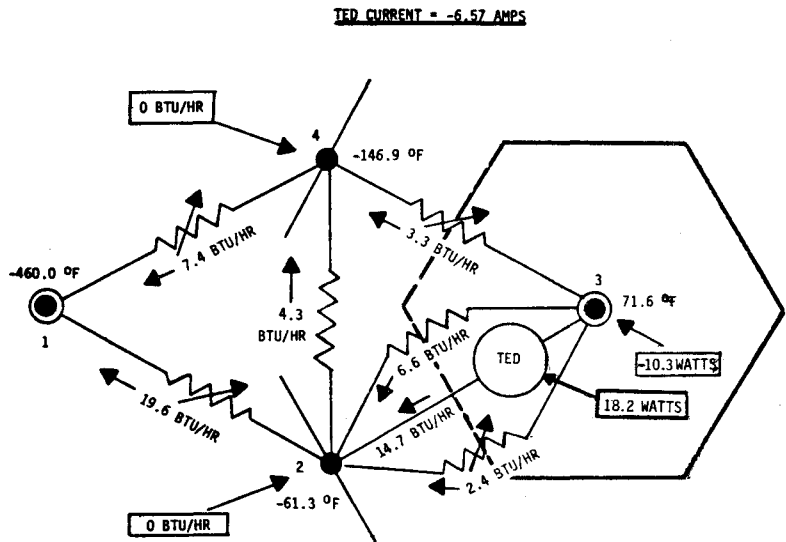 TED CURRENT = -6.57 AMPS
0 BTU/HR
4
-146.9 °F
7.4 BTU/HR
3.3 BTU/HR
-460.0 °F
1
4.3
BTU/HR
3
71.6 °F
6.6 BTU/HR
TED
-10.3 WATTS
18.2 WATTS
19.6 BTU/HR
14.7 BTU/HR
2.4 BTU/HR
2
-61.3 °F
0 BTU/HR